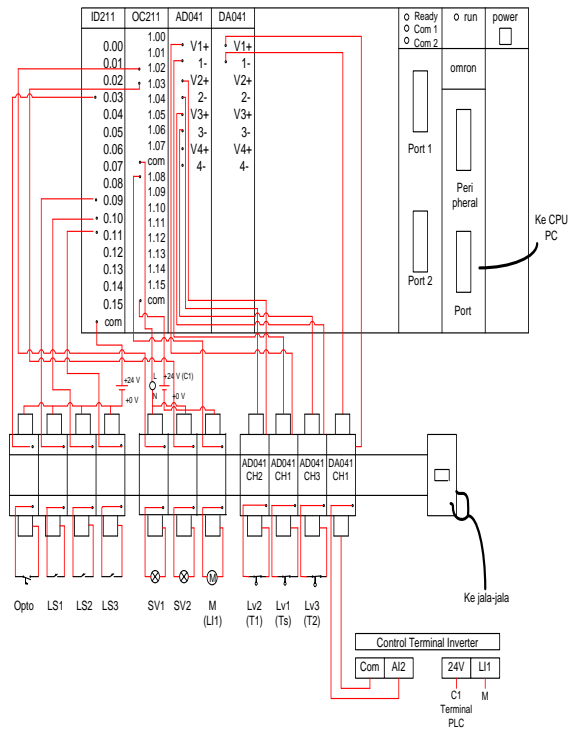 ID211 OC211 AD041 DA041
Ready
Com 1
Com 2
run
power
omron
0.00
0.01
0.02
0.03
0.04
0.05
0.06
0.07
0.08
0.09
0.10
0.11
0.12
0.13
0.14
0.15
com
1.00
1.01
1.02
1.03
1.04
1.05
1.06
1.07
com
1.08
1.09
1.10
1.11
1.12
1.13
1.14
1.15
com
V1+
1-
V2+
2-
V3+
3-
V4+
4-
V1+
1-
V2+
2-
V3+
3-
V4+
4-
Port 1
Port 2
Peri
pheral
Port
Ke CPU
PC
+24 V
+0 V
L
N
+24 V (C1)
+0 V
AD041
CH2
AD041
CH1
AD041
CH3
DA041
CH1
Opto LS1 LS2 LS3
SV1 SV2
M
M
(LI1)
Lv2
(T1)
Lv1
(Ts)
Lv3
(T2)
Ke jala-jala
Control Terminal Inverter
Com AI2 24V LI1
C1
Terminal
PLC
M